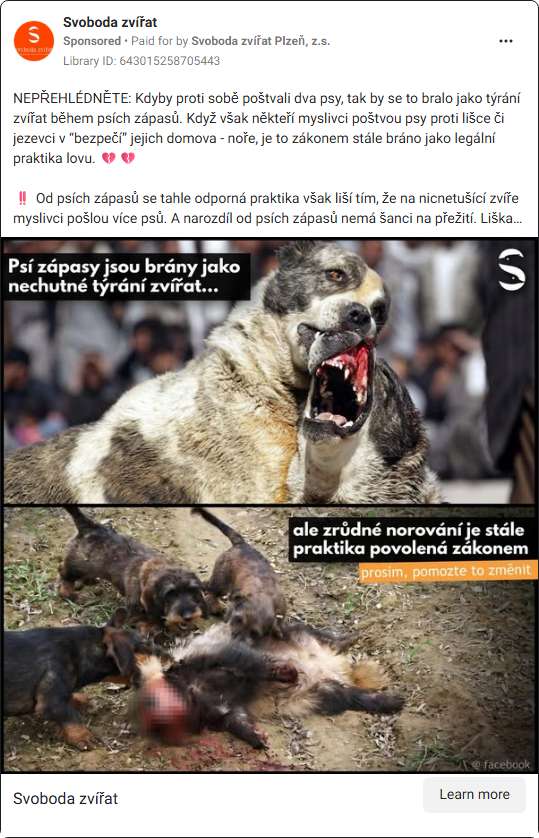 Svoboda zvířat
Sponsored • Paid for by Svoboda zvířat Plzeň, z.s.
Library ID: 643015258705443
NEPŘEHLÉDNĚTE: Kdyby proti sobě poštvali dva psy, tak by se to bralo jako týrání
zvířat během psích zápasů. Když však někteří myslivci poštvou psy proti lišce či
jezevci v “bezpečí” jejich domova - noře, je to zákonem stále bráno jako legální
praktika lovu. 💔 💔
‼️ Od psích zápasů se tahle odporná praktika však liší tím, že na nicnetušící zvíře
myslivci pošlou více psů. A narozdíl od psích zápasů nemá šanci na přežití. Liška...
Psí zápasy jsou brány jako
nechutné týrání zvířat...
S
ale zrůdné norování je stále
praktika povolená zákonem
prosím, pomozte to změnit
@ facebook
Svoboda zvířat
Learn more